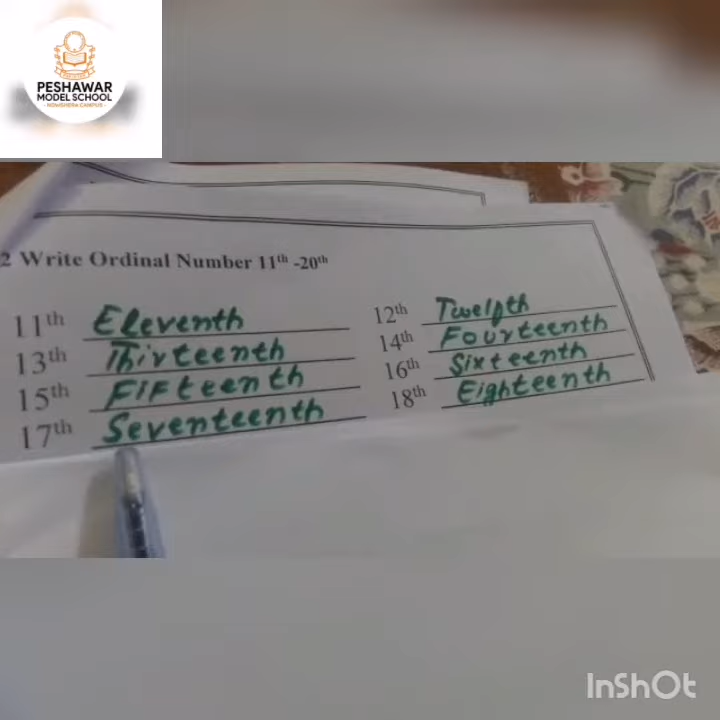 PESHAWAR
MODEL SCHOOL
2 Write Ordinal Number 11th -20th
11th Eleventh 12th Twelfth
13th Thirteenth 14th Fourteenth
15th FiFteenth 16th Sixteenth
17th Seventeenth 18th Eighteenth
InShOt